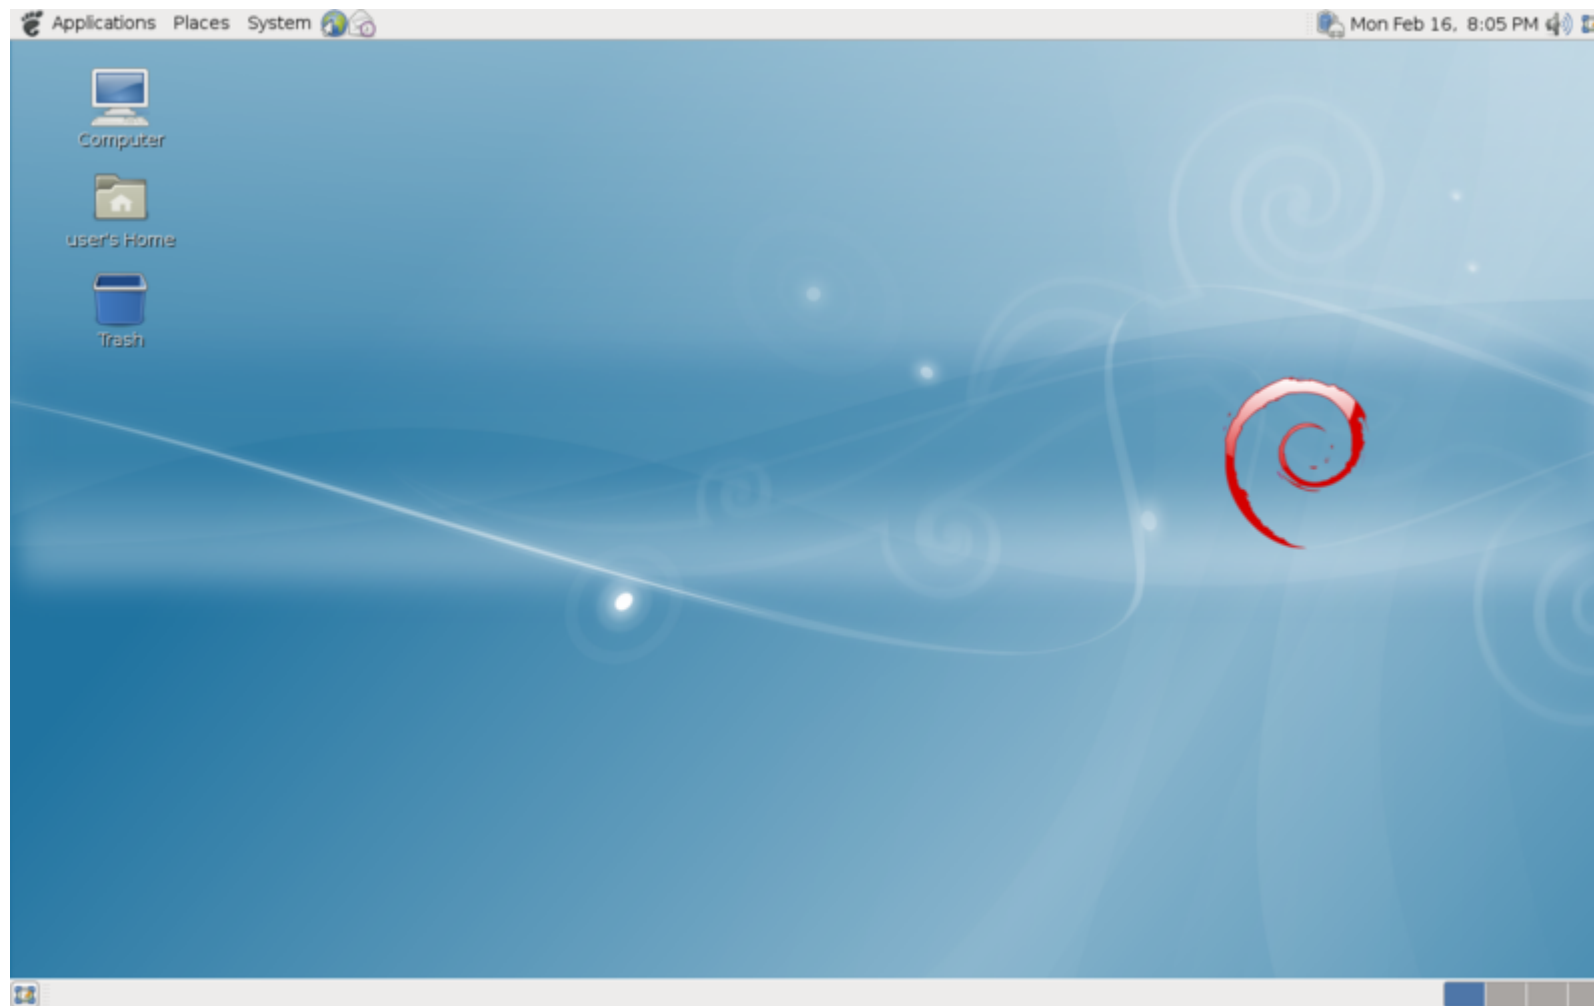 Applications Places System Mon Feb 16, 8:05 PM
Computer
user's Home
Trash